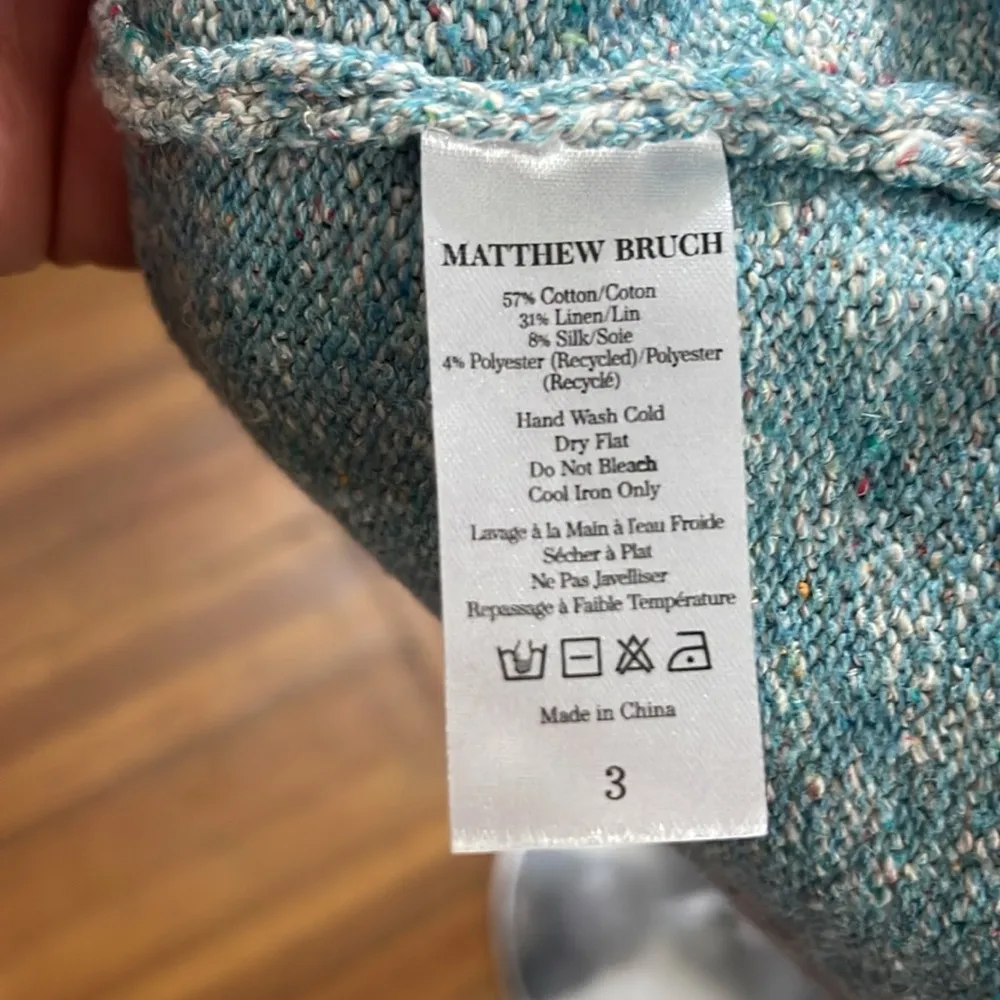 MATTHEW BRUCH
57% Cotton/Coton
31% Linen/Lin
8% Silk/Soie
4% Polyester (Recycled)/Polyester
(Recyclé)
Hand Wash Cold
Dry Flat
Do Not Bleach
Cool Iron Only
Lavage à la Main à l'eau Froide
Sécher à Plat
Ne Pas Javelliser
Repassage à Faible Température
Made in China
3